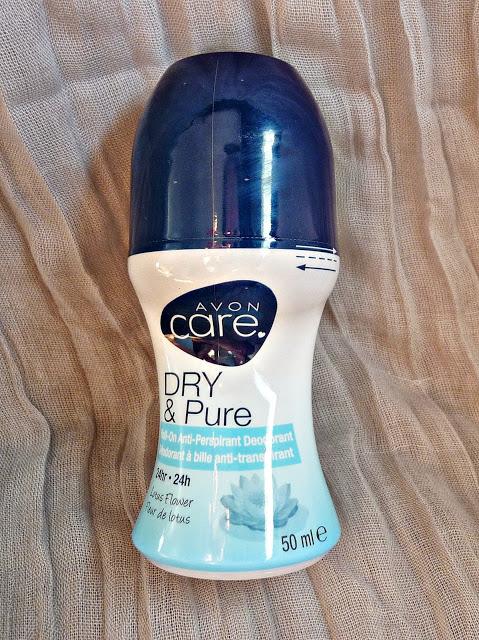 AVON
care.
DRY
& Pure
Roll-On Anti-Perspirant Deodorant
Déodorant à bille anti-transpirant
24hr • 24h
Lotus Flower
Fleur de lotus
50 ml e